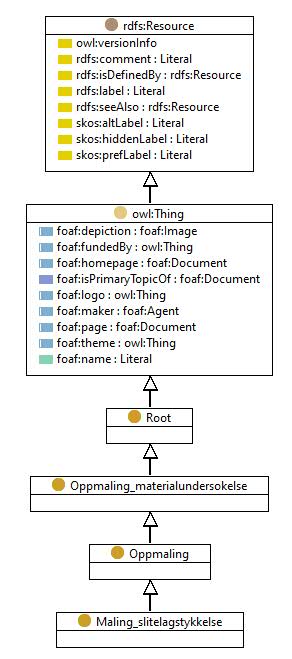 rdfs:Resource
owl:versionInfo
rdfs:comment : Literal
rdfs:isDefinedBy : rdfs:Resource
rdfs:label : Literal
rdfs:seeAlso : rdfs:Resource
skos:altLabel : Literal
skos:hiddenLabel : Literal
skos:prefLabel : Literal
owl:Thing
foaf:depiction : foaf:Image
foaf:fundedBy : owl:Thing
foaf:homepage : foaf:Document
foaf:isPrimaryTopicOf : foaf:Document
foaf:logo : owl:Thing
foaf:maker : foaf:Agent
foaf:page : foaf:Document
foaf:theme : owl:Thing
foaf:name : Literal
Root
Oppmaling_materialundersokelse
Oppmaling
Maling_slitelagstykkelse